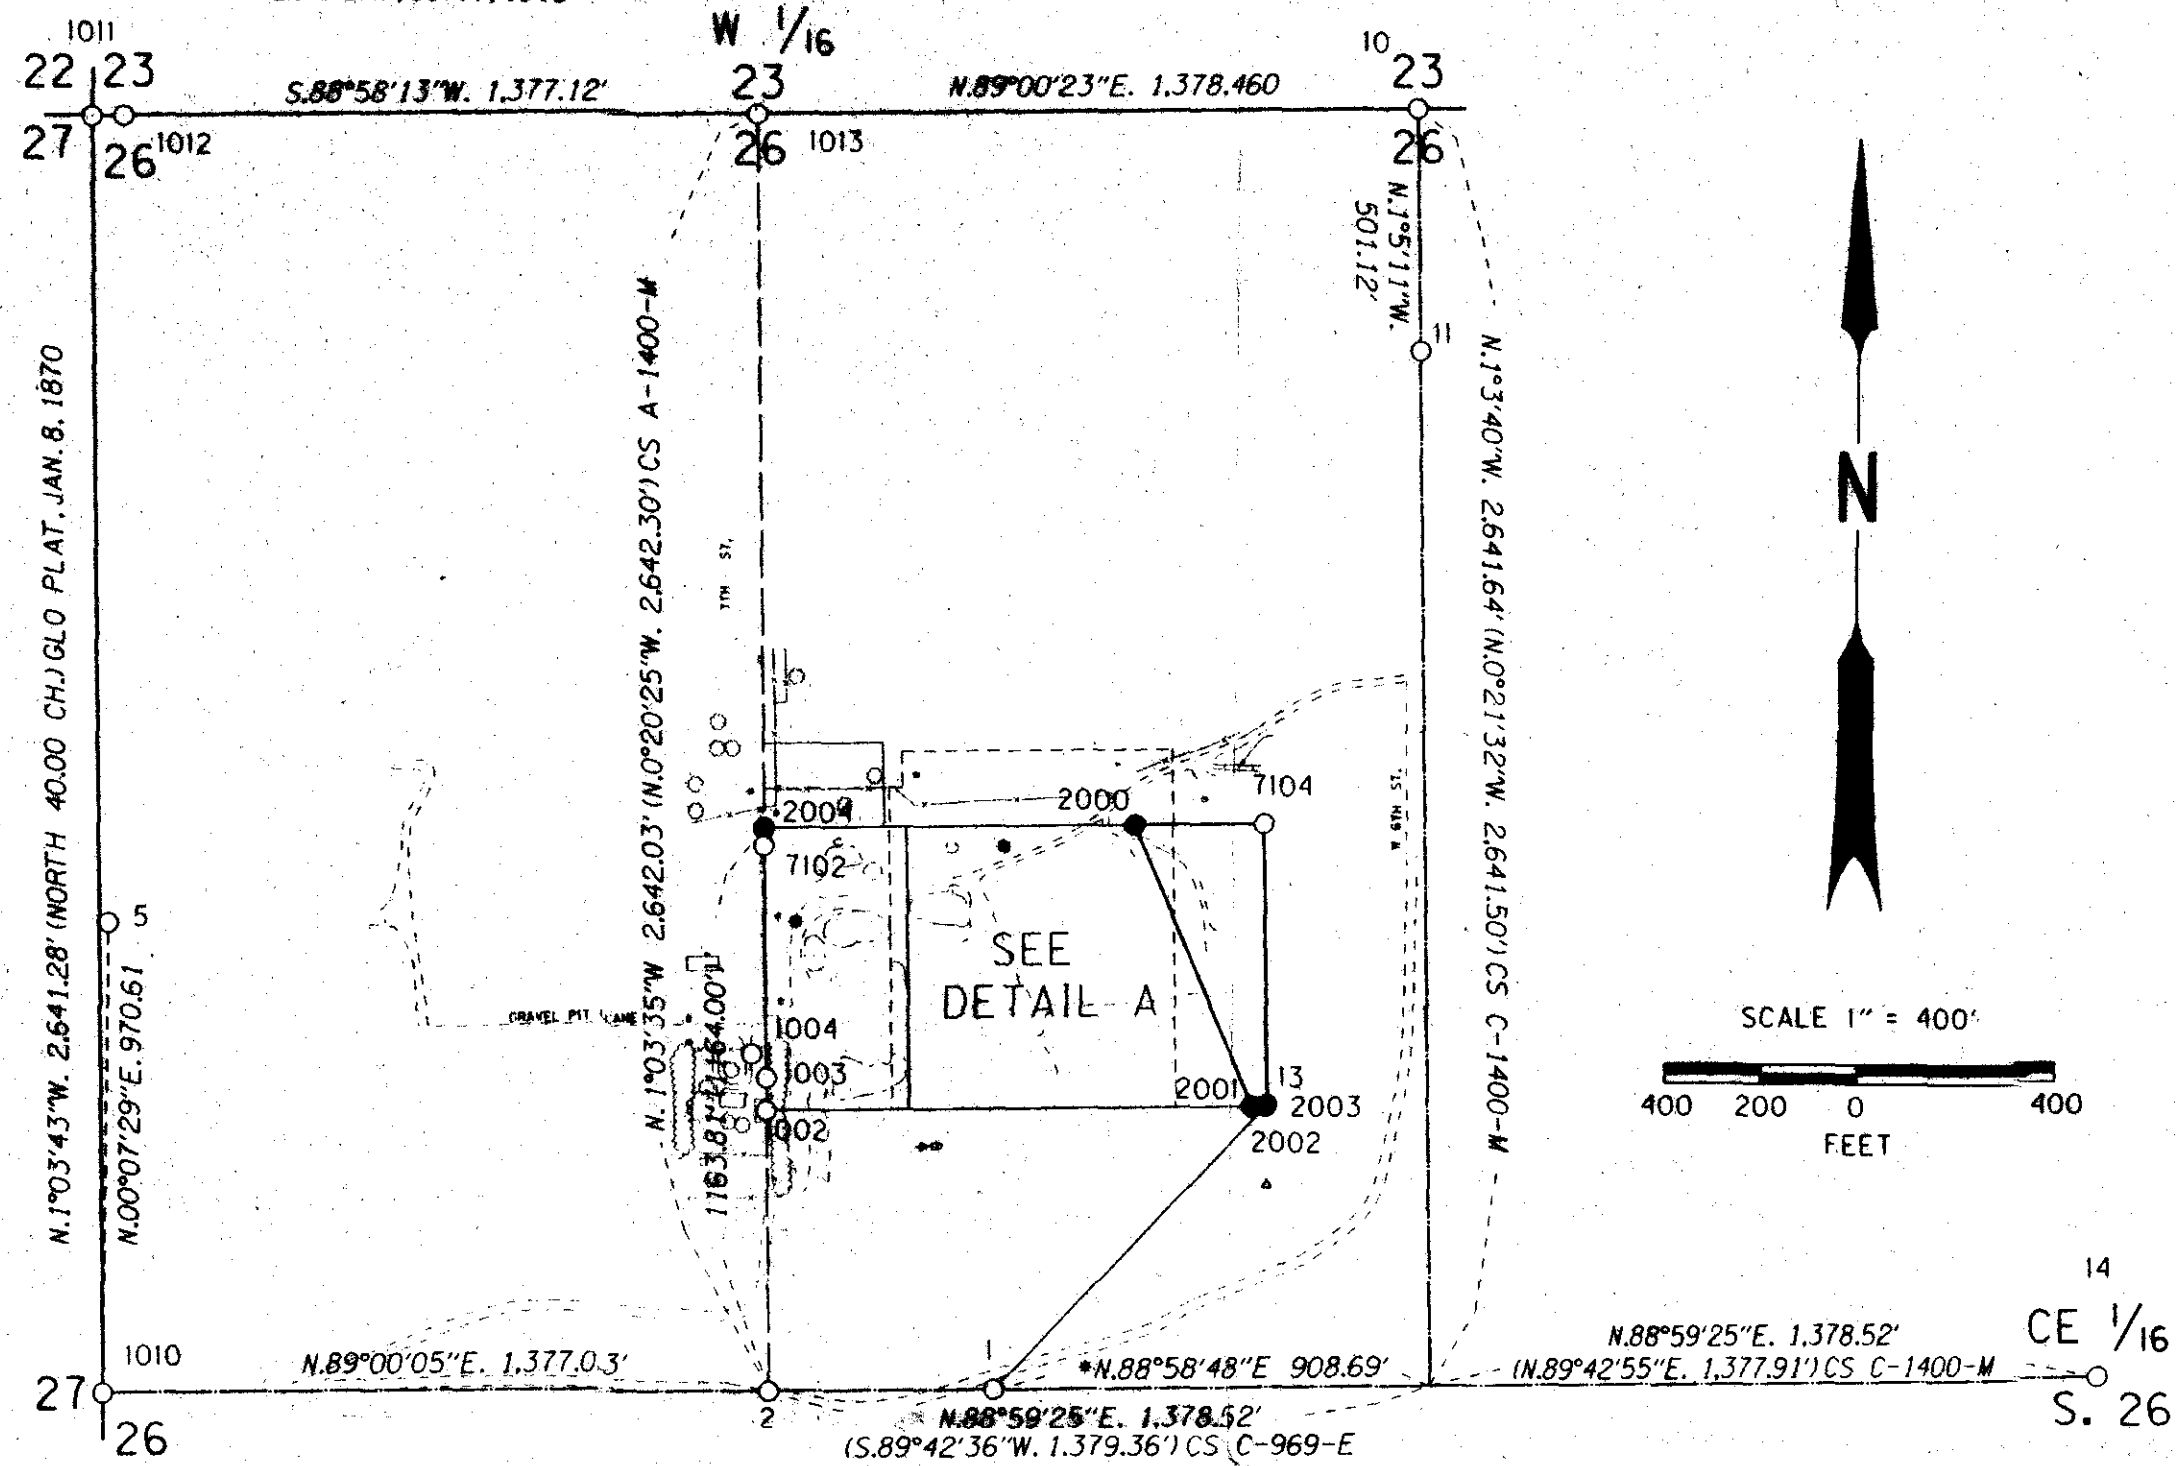 1011
W 1/16
10
22 23
23
23
S.88°58'13"W. 1,377.12'
N.89°00'23"E. 1,378.460
27
26
1012
26
1013
26
N.1°5'11"W.
501.12'
11
N.1°03'43"W. 2,641.28' (NORTH 40.00 CH.) GLO PLAT, JAN. 8, 1870
N.00°07'29"E. 970.61
N.1°03'35"W 2,642.03' (N.0°20'25"W. 2,642.30') CS A-1400-M
N.1°3'40"W. 2,641.64' (N.0°21'32"W. 2,641.50') CS C-1400-M
N
7TH ST.
W 6TH ST.
7104
2000
2004
7102
5
SEE
DETAIL A
GRAVEL PIT LANE
1004
1003
1002
13
2001
2003
2002
SCALE 1" = 400'
400 200 0 400
FEET
14
CE 1/16
S. 26
1010
N.89°00'05"E. 1,377.03'
1
*N.88°58'48"E 908.69'
N.88°59'25"E. 1,378.52'
(N.89°42'55"E. 1,377.91') CS C-1400-M
27
26
2
N.88°59'25"E. 1,378.52'
(S.89°42'36"W. 1,379.36') CS C-969-E